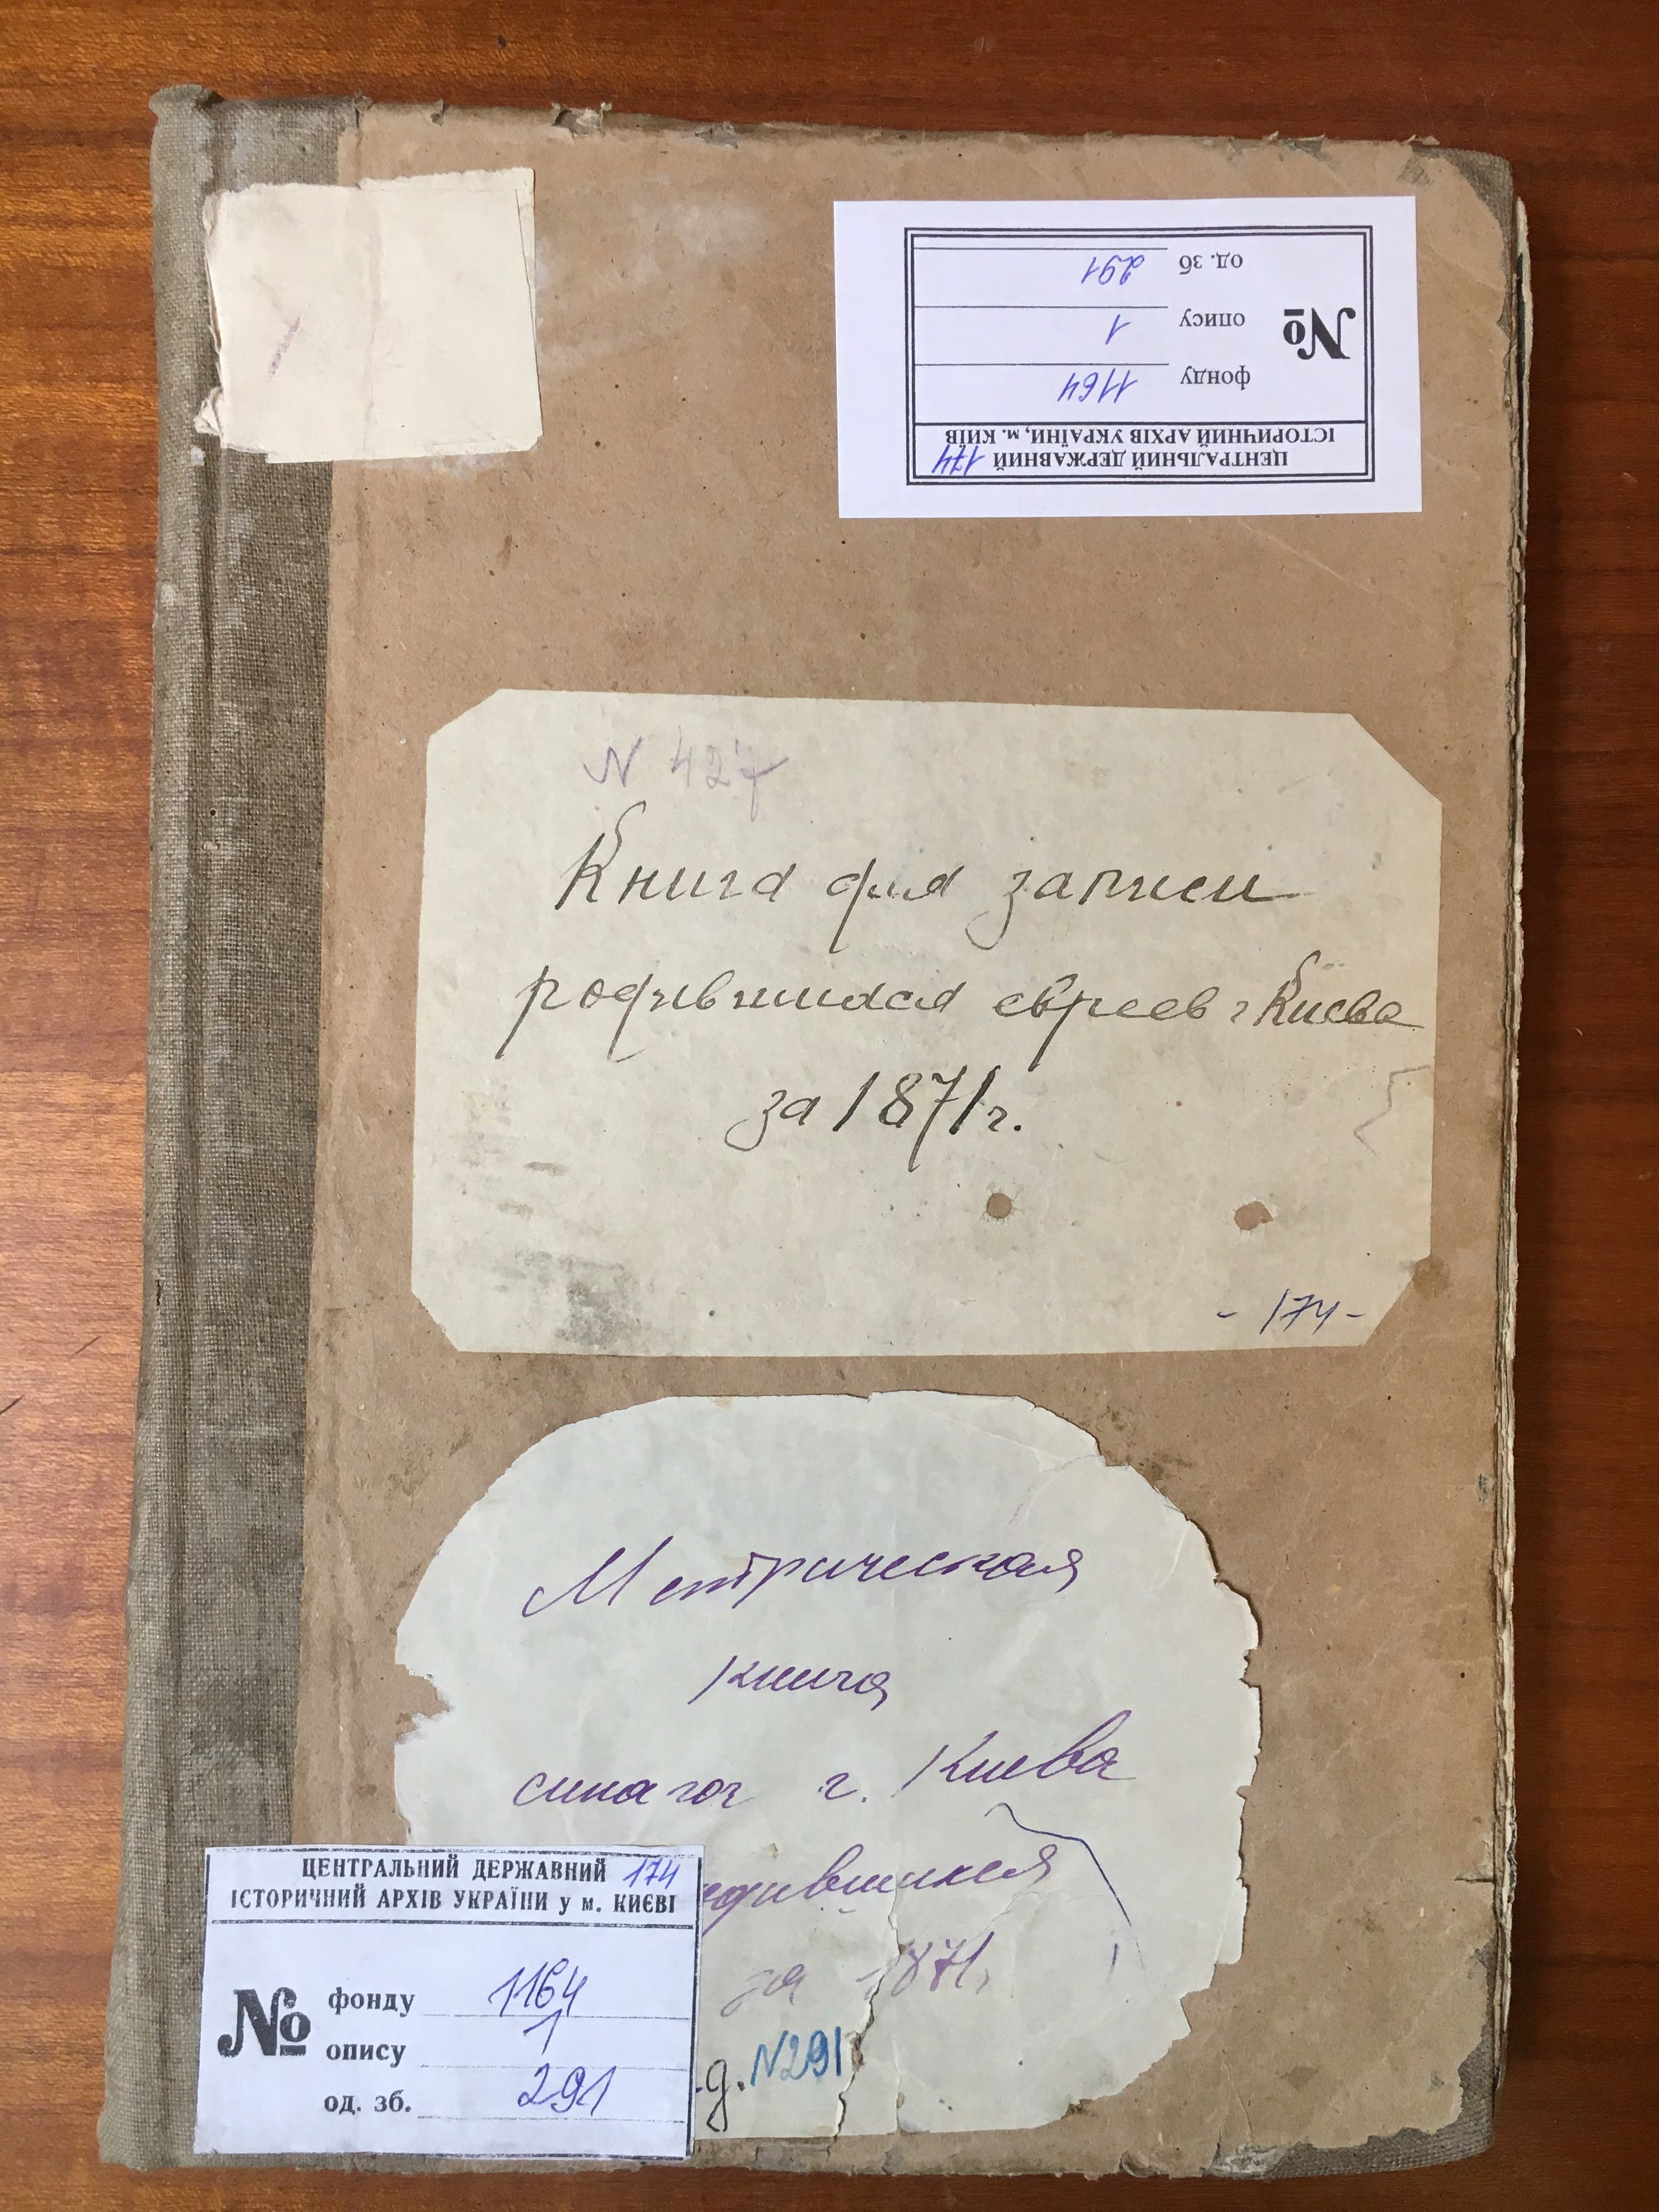 ЦЕНТРАЛЬНИЙ ДЕРЖАВНИЙ 174
ІСТОРИЧНИЙ АРХІВ УКРАЇНИ, м. КИЇВ
№
фонду 1164
опису 1
од. зб 291
N 427
Книга для записи
родившихся евреев г Киева
за 1871 г.
- 174 -
Метрическая
книга
синагог г. Киева
одившихся
за 1871,
д. N291
ЦЕНТРАЛЬНИЙ ДЕРЖАВНИЙ 174
ІСТОРИЧНИЙ АРХІВ УКРАЇНИ у м. КИЄВІ
№
фонду 1164
опису 1
од. зб. 291